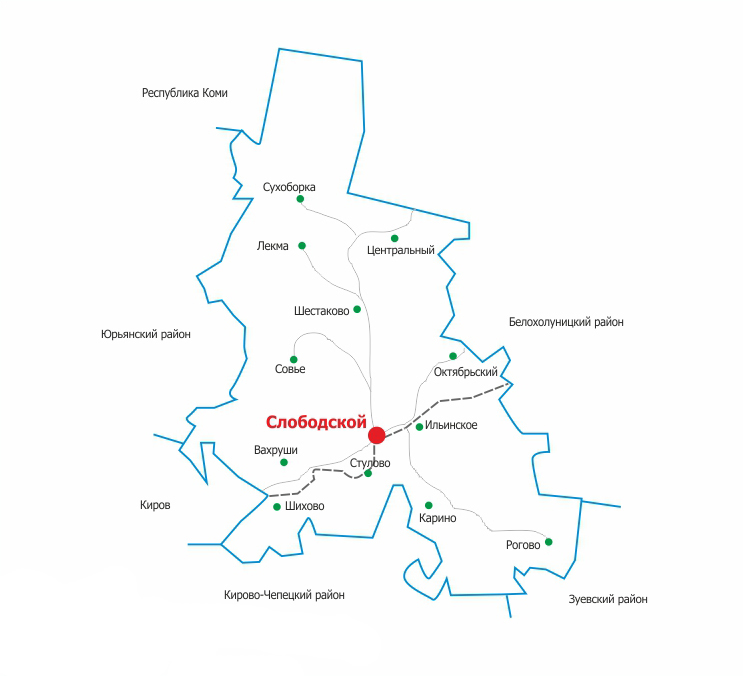 Республика Коми
Сухоборка
Лекма
Центральный
Шестаково
Белохолуницкий район
Юрьянский район
Совье
Октябрьский
Слободской
Ильинское
Вахруши
Стулово
Киров
Шихово
Карино
Рогово
Кирово-Чепецкий район
Зуевский район